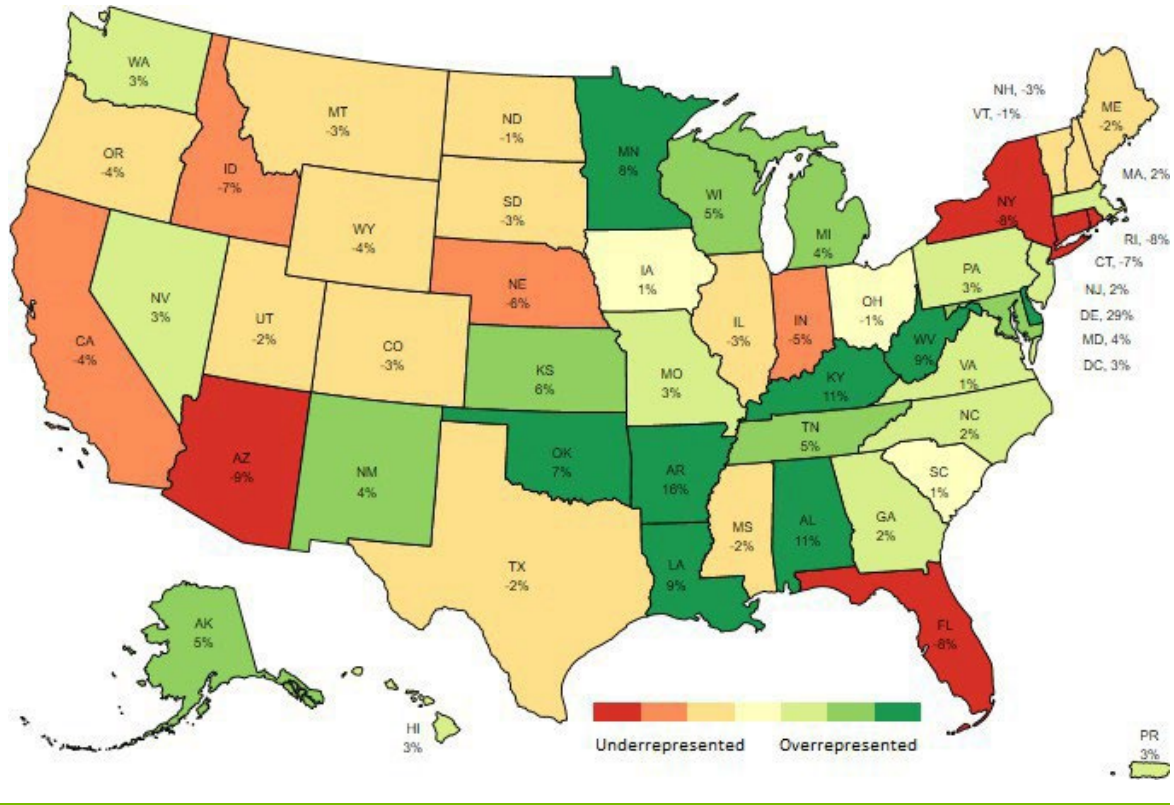 WA
3%
OR
-4%
ID
-7%
MT
-3%
ND
-1%
MN
8%
SD
-3%
WY
-4%
WI
5%
MI
4%
NH, -3%
VT, -1%
ME
-2%
NY
-8%
MA, 2%
RI, -8%
CT, -7%
NJ, 2%
DE, 29%
MD, 4%
DC, 3%
CA
-4%
NV
3%
UT
-2%
CO
-3%
NE
-6%
IA
1%
IL
-3%
IN
-5%
OH
-1%
PA
3%
WV
9%
VA
1%
KS
6%
MO
3%
KY
11%
TN
5%
NC
2%
SC
1%
AZ
-9%
NM
4%
OK
7%
AR
16%
TX
-2%
LA
9%
MS
-2%
AL
11%
GA
2%
FL
-8%
AK
5%
HI
3%
Underrepresented Overrepresented
PR
3%